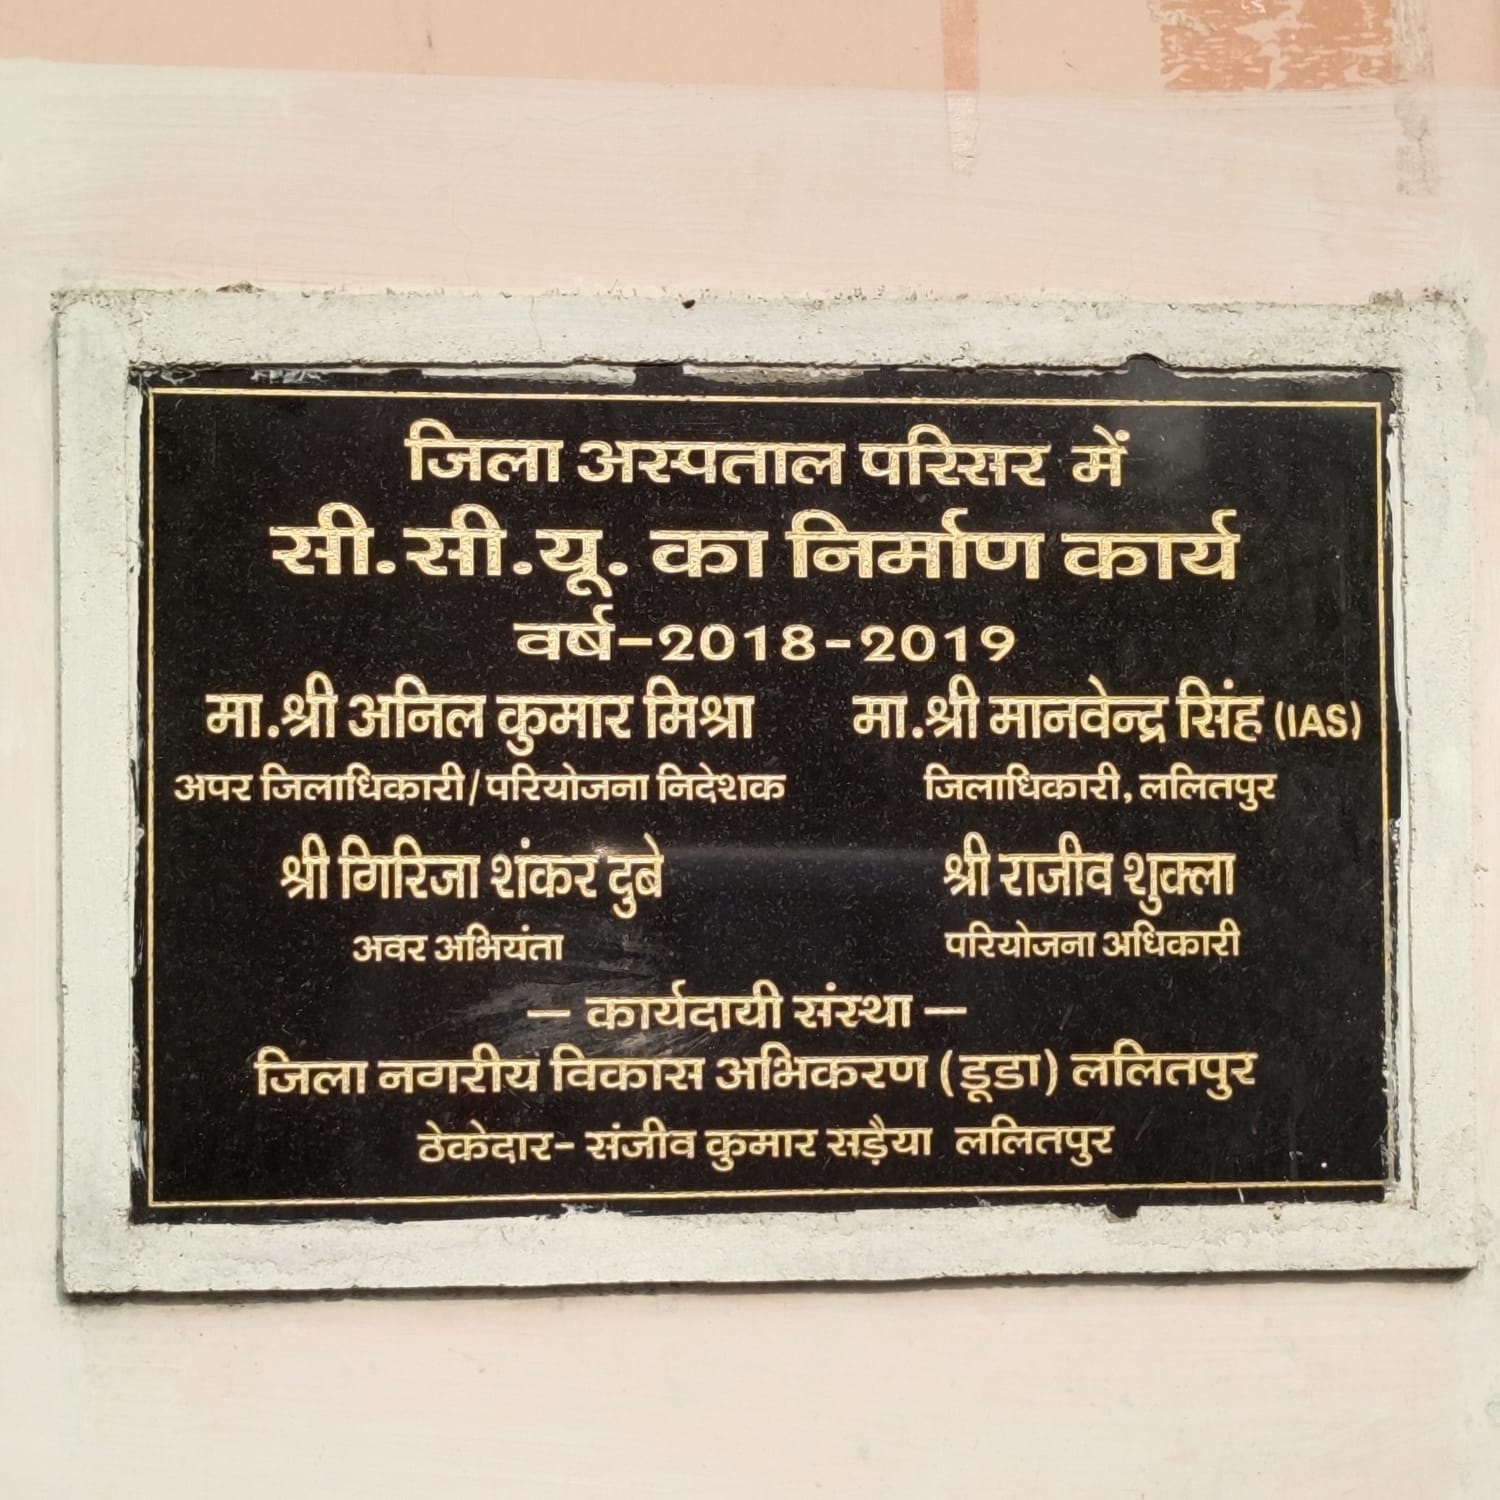 जिला अस्पताल परिसर में
सी.सी.यू. का निर्माण कार्य
वर्ष-2018-2019
मा.श्री अनिल कुमार मिश्रा मा.श्री मानवेन्द्र सिंह (IAS)
अपर जिलाधिकारी/परियोजना निदेशक जिलाधिकारी, ललितपुर
श्री गिरिजा शंकर दुबे श्री राजीव शुक्ला
अवर अभियंता परियोजना अधिकारी
— कार्यदायी संस्था —
जिला नगरीय विकास अभिकरण (डूडा) ललितपुर
ठेकेदार- संजीव कुमार सड़ैया ललितपुर